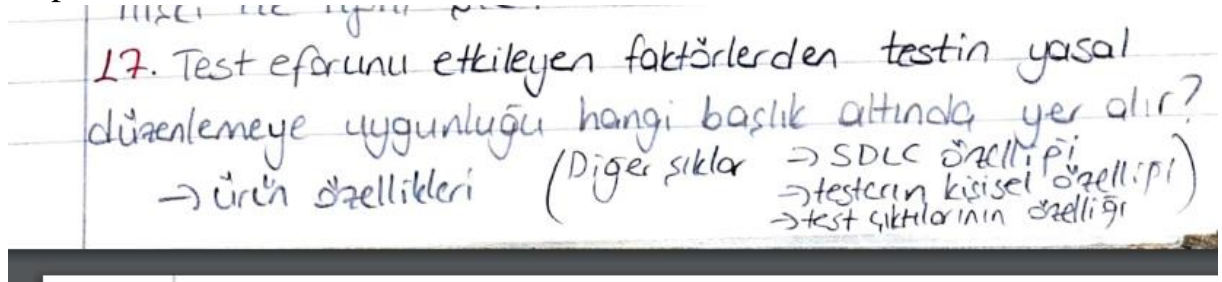 17. Test eforunu etkileyen faktörlerden testin yasal
düzenlemeye uygunluğu hangi başlık altında yer alır?
→ ürün özellikleri (Diğer şıklar → SDLC özelliği
→ testerın kişisel özelliği)
→ test çıktılarının özelliği